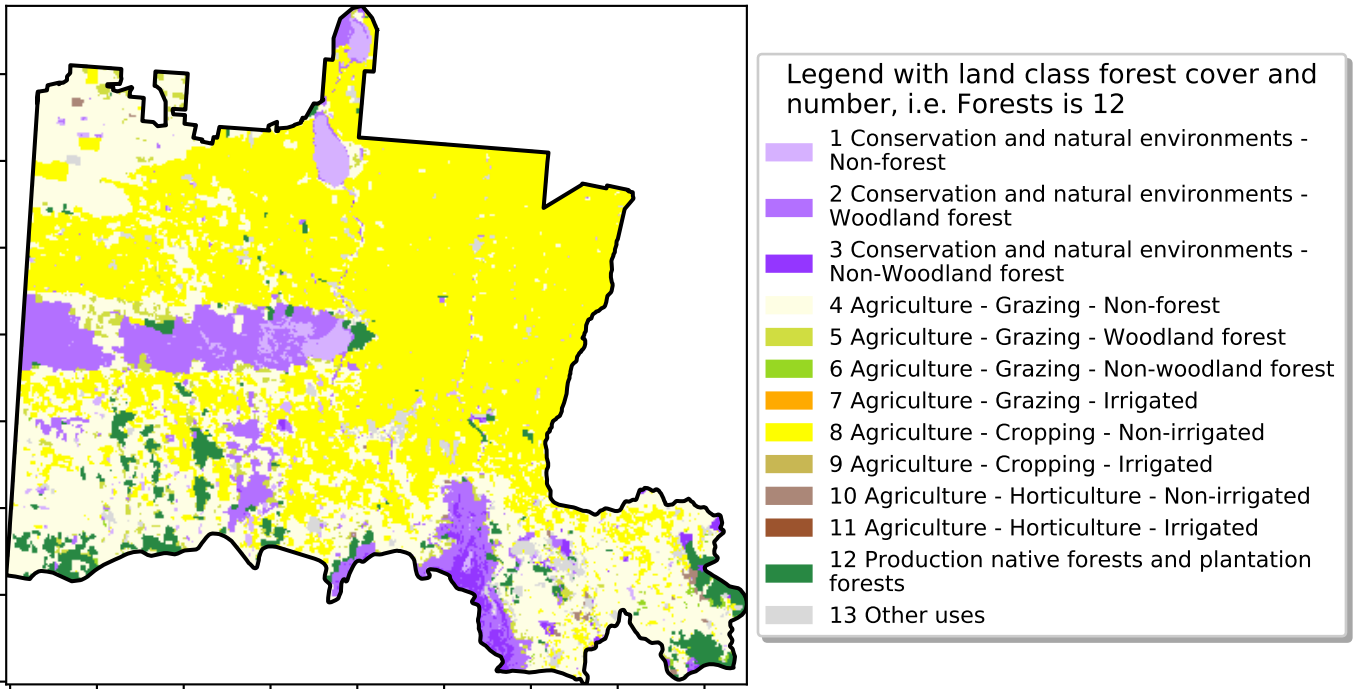 Legend with land class forest cover and
number, i.e. Forests is 12
1 Conservation and natural environments -
Non-forest
2 Conservation and natural environments -
Woodland forest
3 Conservation and natural environments -
Non-Woodland forest
4 Agriculture - Grazing - Non-forest
5 Agriculture - Grazing - Woodland forest
6 Agriculture - Grazing - Non-woodland forest
7 Agriculture - Grazing - Irrigated
8 Agriculture - Cropping - Non-irrigated
9 Agriculture - Cropping - Irrigated
10 Agriculture - Horticulture - Non-irrigated
11 Agriculture - Horticulture - Irrigated
12 Production native forests and plantation
forests
13 Other uses